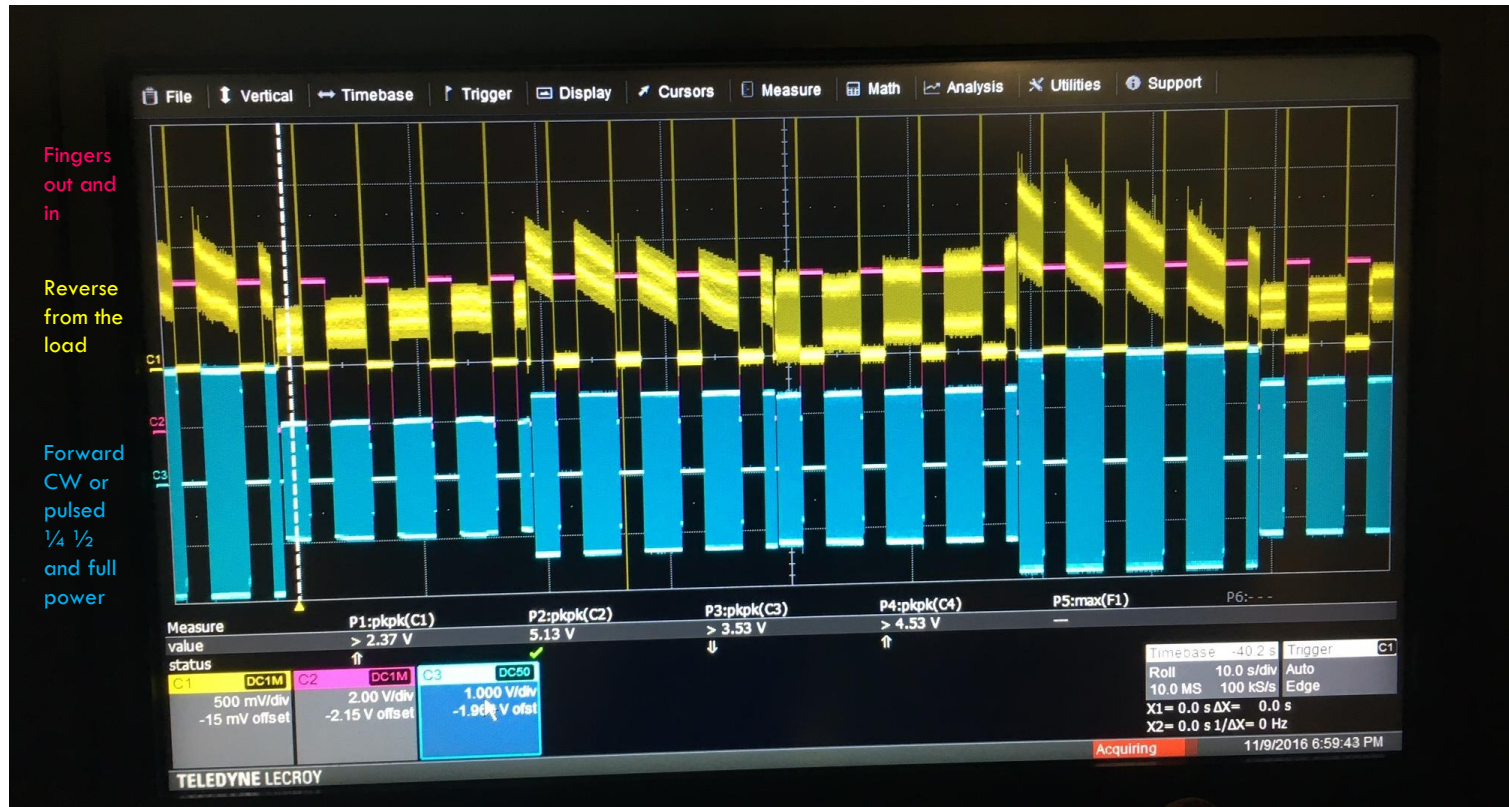 File Vertical Timebase Trigger Display Cursors Measure Math Analysis Utilities Support
Fingers
out and
in
Reverse
from the
load
Forward
CW or
pulsed
¼ ½
and full
power
C1
C2
C3
Measure P1:pkpk(C1) P2:pkpk(C2) P3:pkpk(C3) P4:pkpk(C4) P5:max(F1) P6:- - -
value > 2.37 V 5.13 V > 3.53 V > 4.53 V —
status
C1 DC1M
500 mV/div
-15 mV offset
C2 DC1M
2.00 V/div
-2.15 V offset
C3 DC50
1.000 V/div
ofst
Timebase -40.2 s
Roll 10.0 s/div
10.0 MS 100 kS/s
Trigger C1
Auto
Edge
X1= 0.0 s ΔX= 0.0 s
X2= 0.0 s 1/ΔX= 0 Hz
Acquiring 11/9/2016 6:59:43 PM
TELEDYNE LECROY